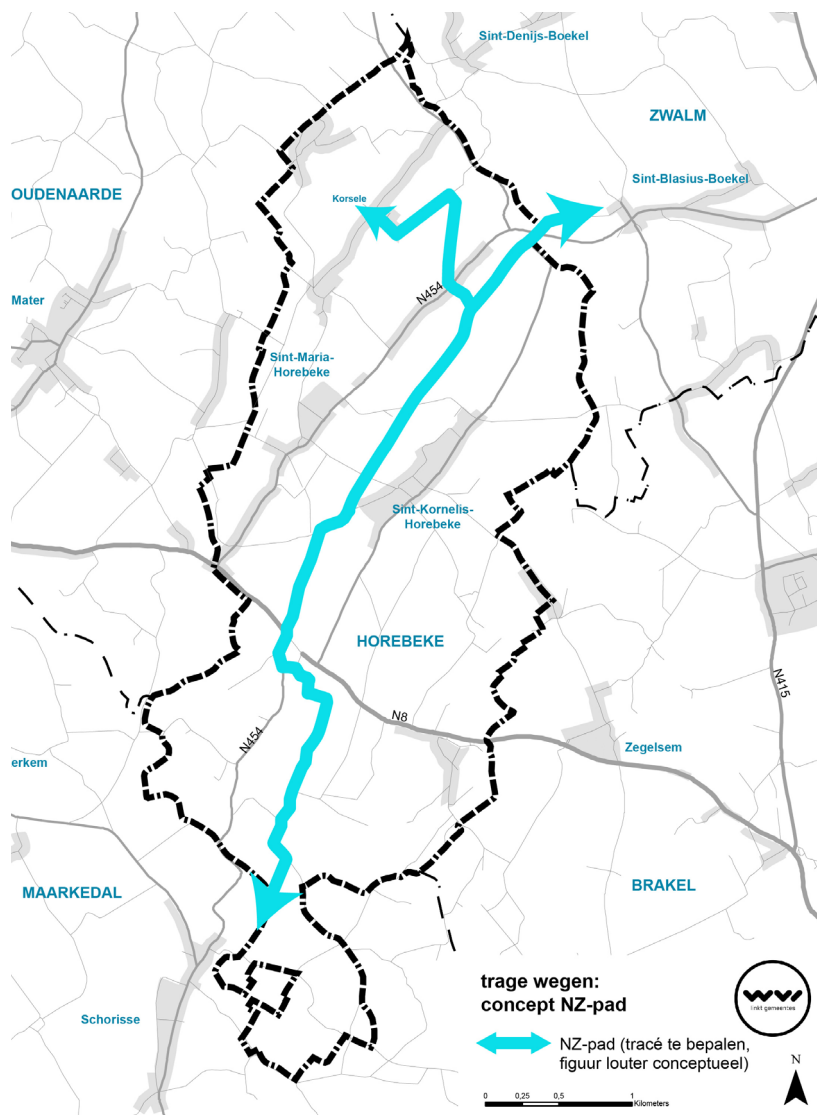 Sint-Denijs-Boekel
ZWALM
Sint-Blasius-Boekel
OUDENAARDE
Korsele
N454
Mater
Sint-Maria-
Horebeke
Sint-Kornelis-
Horebeke
HOREBEKE
N415
N8
N454
Zegelsem
erkem
MAARKEDAL
BRAKEL
Schorisse
trage wegen:
concept NZ-pad
NZ-pad (tracé te bepalen,
figuur louter conceptueel)
linkt gemeentes
N
0 0,25 0,5 1
Kilometers